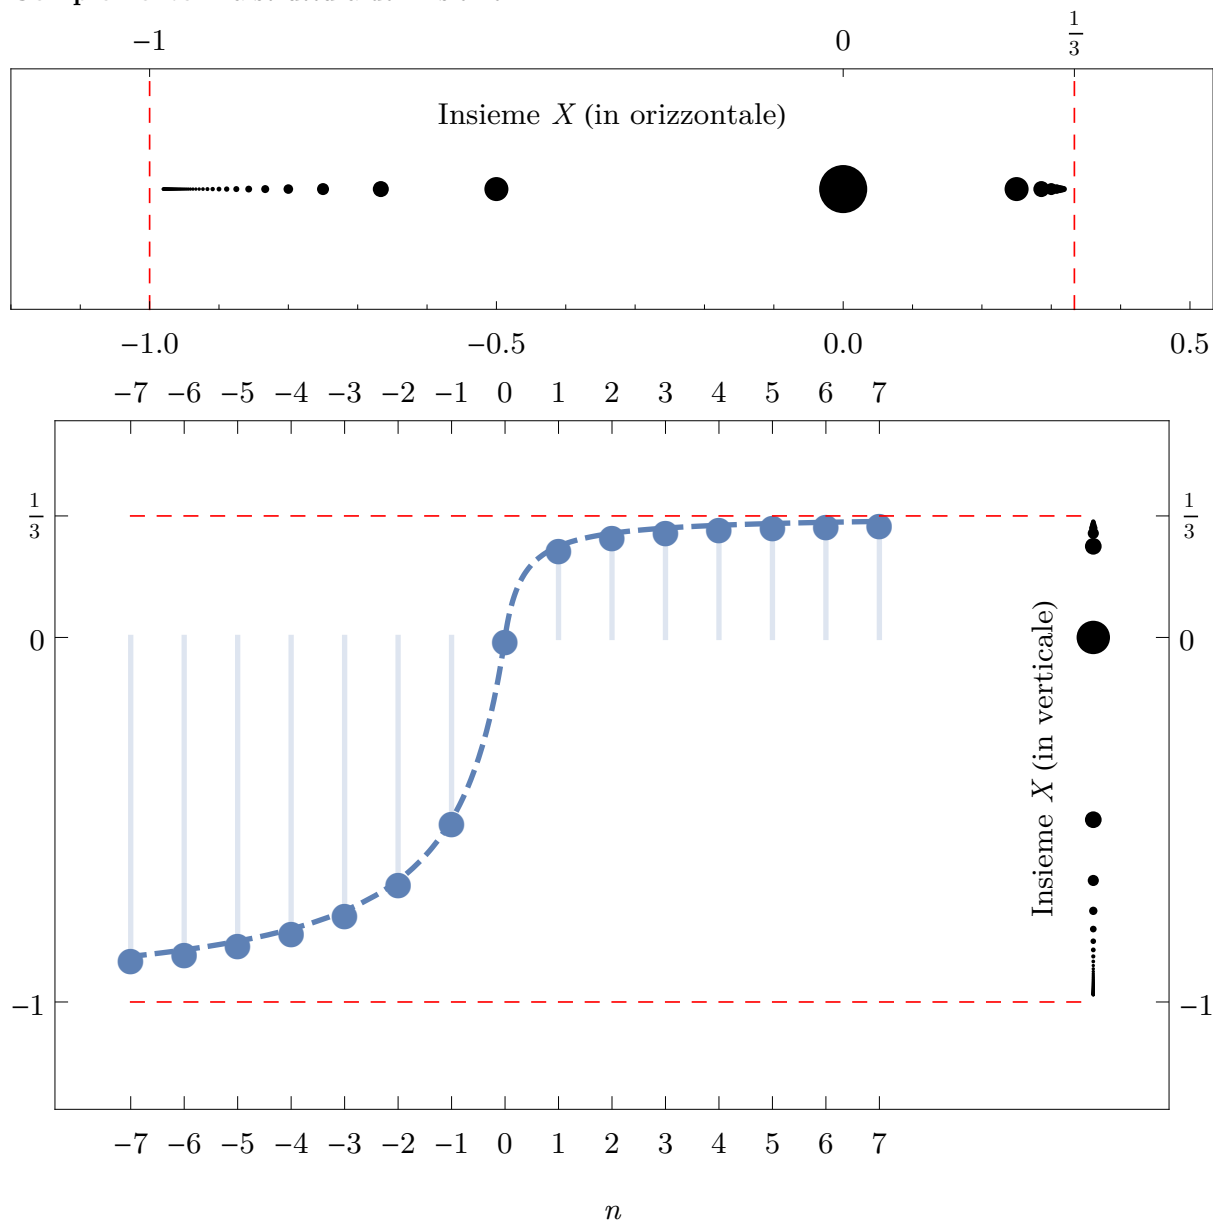 −1 0 1/3
Insieme X (in orizzontale)
−1.0 −0.5 0.0 0.5
−7 −6 −5 −4 −3 −2 −1 0 1 2 3 4 5 6 7
1/3 1/3
0 0
Insieme X (in verticale)
−1 −1
−7 −6 −5 −4 −3 −2 −1 0 1 2 3 4 5 6 7
n